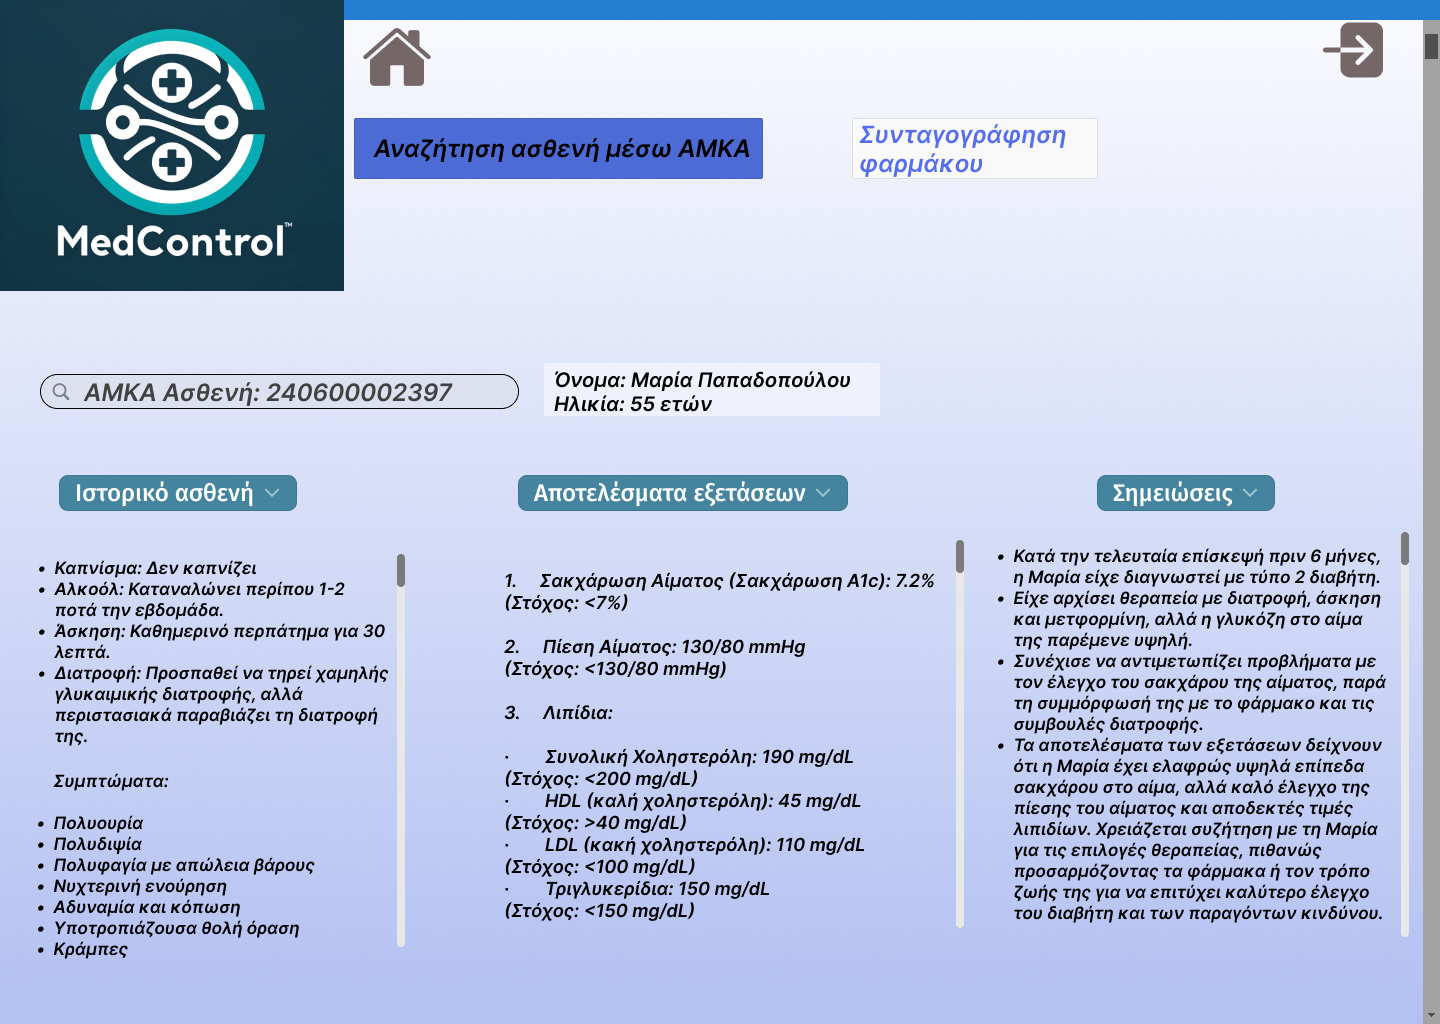 MedControl™
Αναζήτηση ασθενή μέσω ΑΜΚΑ
Συνταγογράφηση
φαρμάκου
ΑΜΚΑ Ασθενή: 240600002397
Όνομα: Μαρία Παπαδοπούλου
Ηλικία: 55 ετών
Ιστορικό ασθενή
• Καπνίσμα: Δεν καπνίζει
• Αλκοόλ: Καταναλώνει περίπου 1-2
ποτά την εβδομάδα.
• Άσκηση: Καθημερινό περπάτημα για 30
λεπτά.
• Διατροφή: Προσπαθεί να τηρεί χαμηλής
γλυκαιμικής διατροφής, αλλά
περιστασιακά παραβιάζει τη διατροφή
της.
Συμπτώματα:
• Πολυουρία
• Πολυδιψία
• Πολυφαγία με απώλεια βάρους
• Νυχτερινή ενούρηση
• Αδυναμία και κόπωση
• Υποτροπιάζουσα θολή όραση
• Κράμπες
Αποτελέσματα εξετάσεων
1. Σακχάρωση Αίματος (Σακχάρωση A1c): 7.2%
(Στόχος: <7%)
2. Πίεση Αίματος: 130/80 mmHg
(Στόχος: <130/80 mmHg)
3. Λιπίδια:
· Συνολική Χοληστερόλη: 190 mg/dL
(Στόχος: <200 mg/dL)
· HDL (καλή χοληστερόλη): 45 mg/dL
(Στόχος: >40 mg/dL)
· LDL (κακή χοληστερόλη): 110 mg/dL
(Στόχος: <100 mg/dL)
· Τριγλυκερίδια: 150 mg/dL
(Στόχος: <150 mg/dL)
Σημειώσεις
• Κατά την τελευταία επίσκεψή πριν 6 μήνες,
η Μαρία είχε διαγνωστεί με τύπο 2 διαβήτη.
• Είχε αρχίσει θεραπεία με διατροφή, άσκηση
και μετφορμίνη, αλλά η γλυκόζη στο αίμα
της παρέμενε υψηλή.
• Συνέχισε να αντιμετωπίζει προβλήματα με
τον έλεγχο του σακχάρου της αίματος, παρά
τη συμμόρφωσή της με το φάρμακο και τις
συμβουλές διατροφής.
• Τα αποτελέσματα των εξετάσεων δείχνουν
ότι η Μαρία έχει ελαφρώς υψηλά επίπεδα
σακχάρου στο αίμα, αλλά καλό έλεγχο της
πίεσης του αίματος και αποδεκτές τιμές
λιπιδίων. Χρειάζεται συζήτηση με τη Μαρία
για τις επιλογές θεραπείας, πιθανώς
προσαρμόζοντας τα φάρμακα ή τον τρόπο
ζωής της για να επιτύχει καλύτερο έλεγχο
του διαβήτη και των παραγόντων κινδύνου.